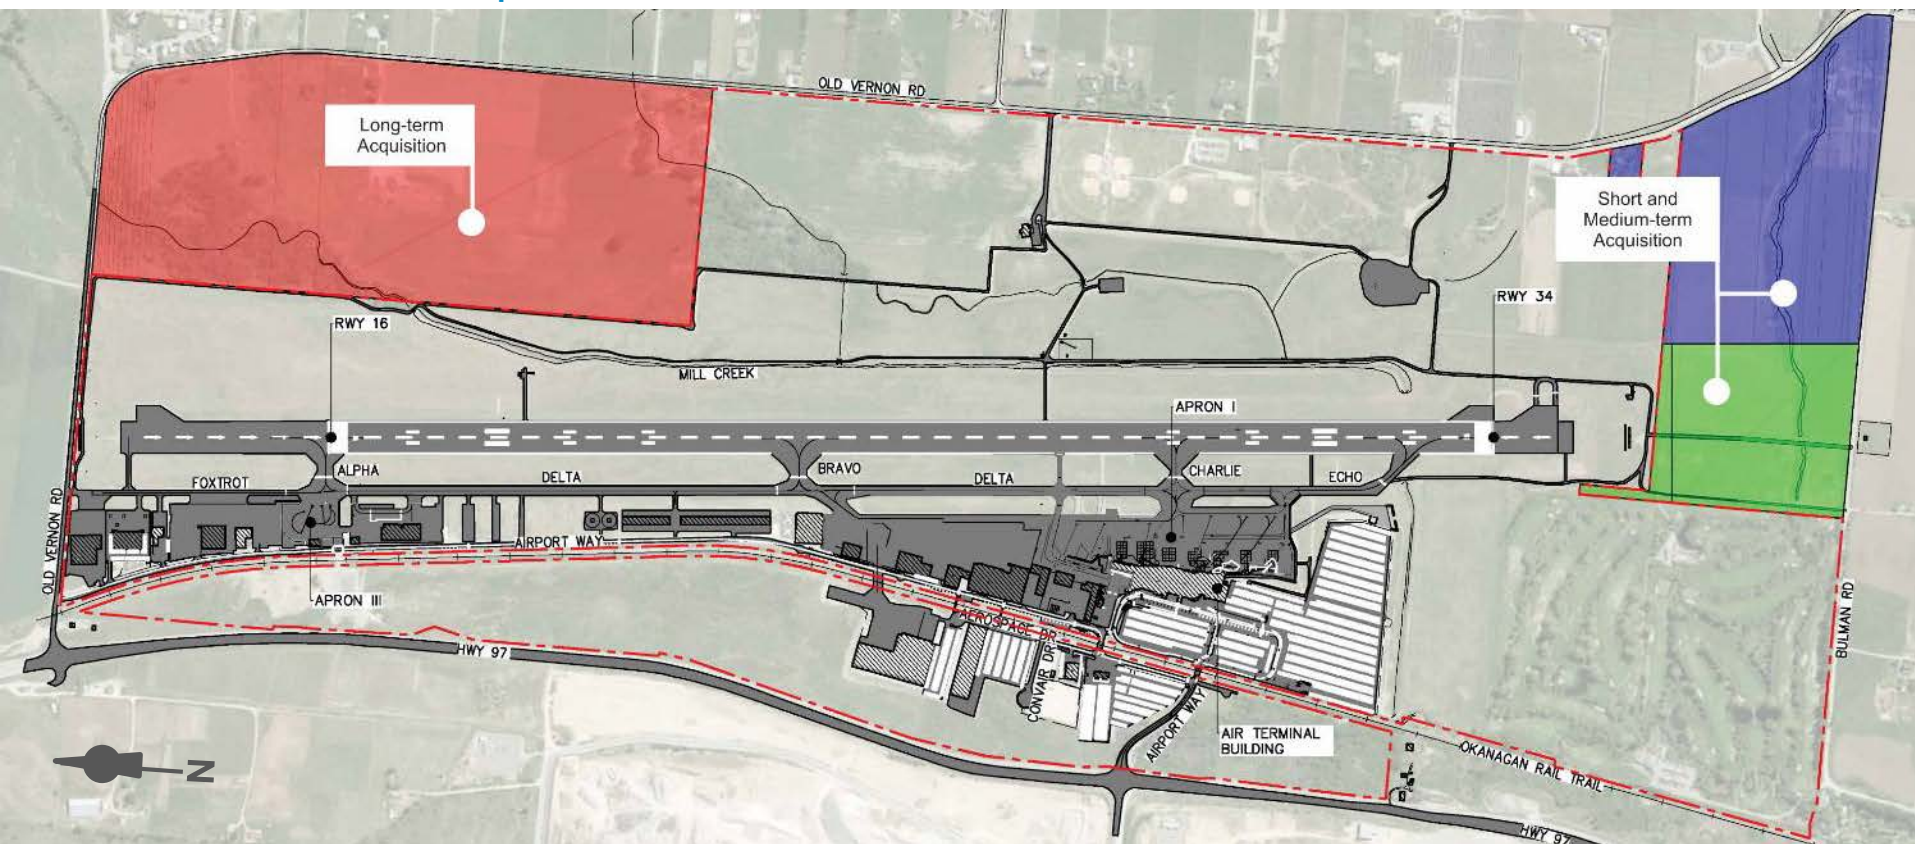 OLD VERNON RD
Long-term
Acquisition
Short and
Medium-term
Acquisition
RWY 34
RWY 16
MILL CREEK
APRON I
ALPHA
BRAVO
CHARLIE
FOXTROT
DELTA
DELTA
ECHO
OLD VERNON RD
AIRPORT WAY
APRON III
AEROSPACE DR.
BULMAN RD
HWY 97
CONVAIR DR.
AIRPORT WAY
AIR TERMINAL
BUILDING
OKANAGAN RAIL TRAIL
N
HWY 97